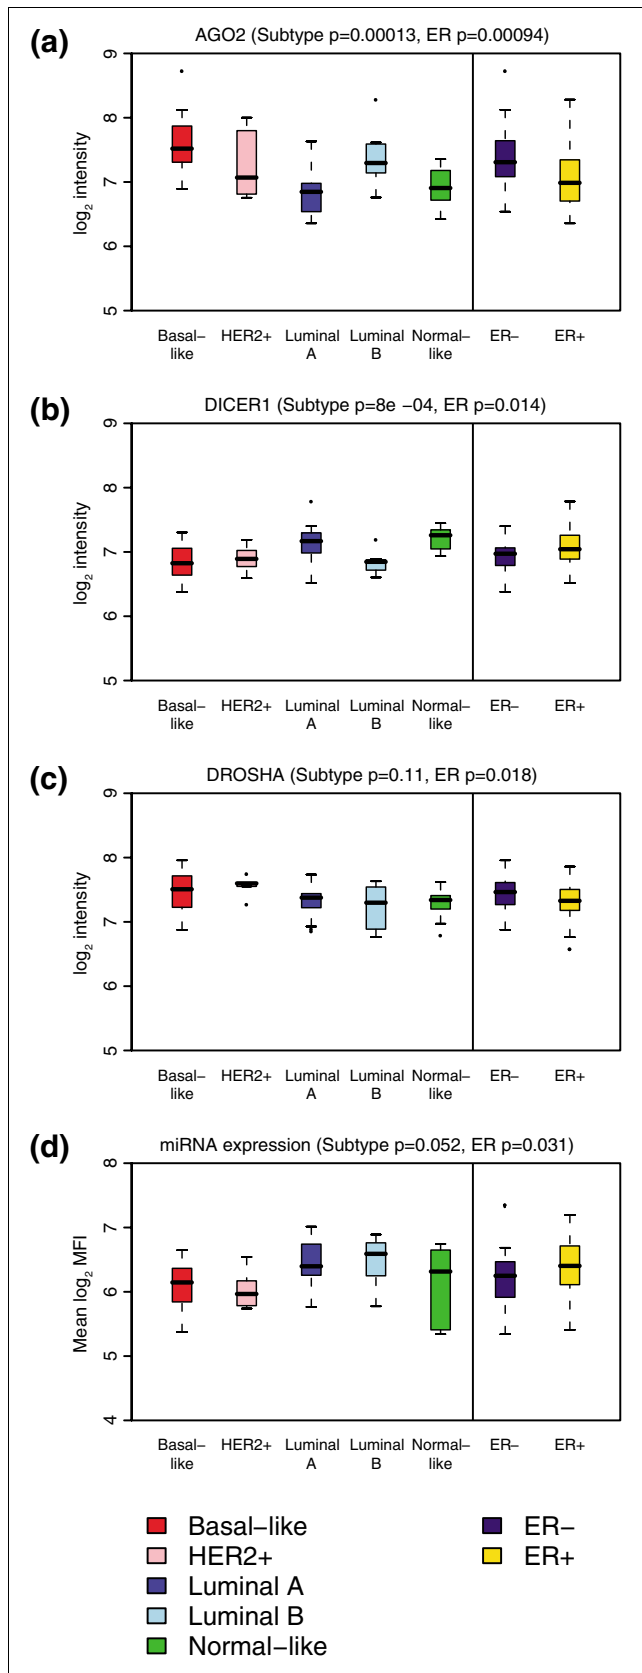 (a)
AGO2 (Subtype p=0.00013, ER p=0.00094)
log2 intensity
9
8
7
6
5
Basal− HER2+ Luminal Luminal Normal− ER− ER+
like A B like
(b)
DICER1 (Subtype p=8e −04, ER p=0.014)
log2 intensity
9
8
7
6
5
Basal− HER2+ Luminal Luminal Normal− ER− ER+
like A B like
(c)
DROSHA (Subtype p=0.11, ER p=0.018)
log2 intensity
9
8
7
6
5
Basal− HER2+ Luminal Luminal Normal− ER− ER+
like A B like
(d)
miRNA expression (Subtype p=0.052, ER p=0.031)
Mean log2 MFI
8
7
6
5
4
Basal− HER2+ Luminal Luminal Normal− ER− ER+
like A B like
Basal−like ER−
HER2+ ER+
Luminal A
Luminal B
Normal−like